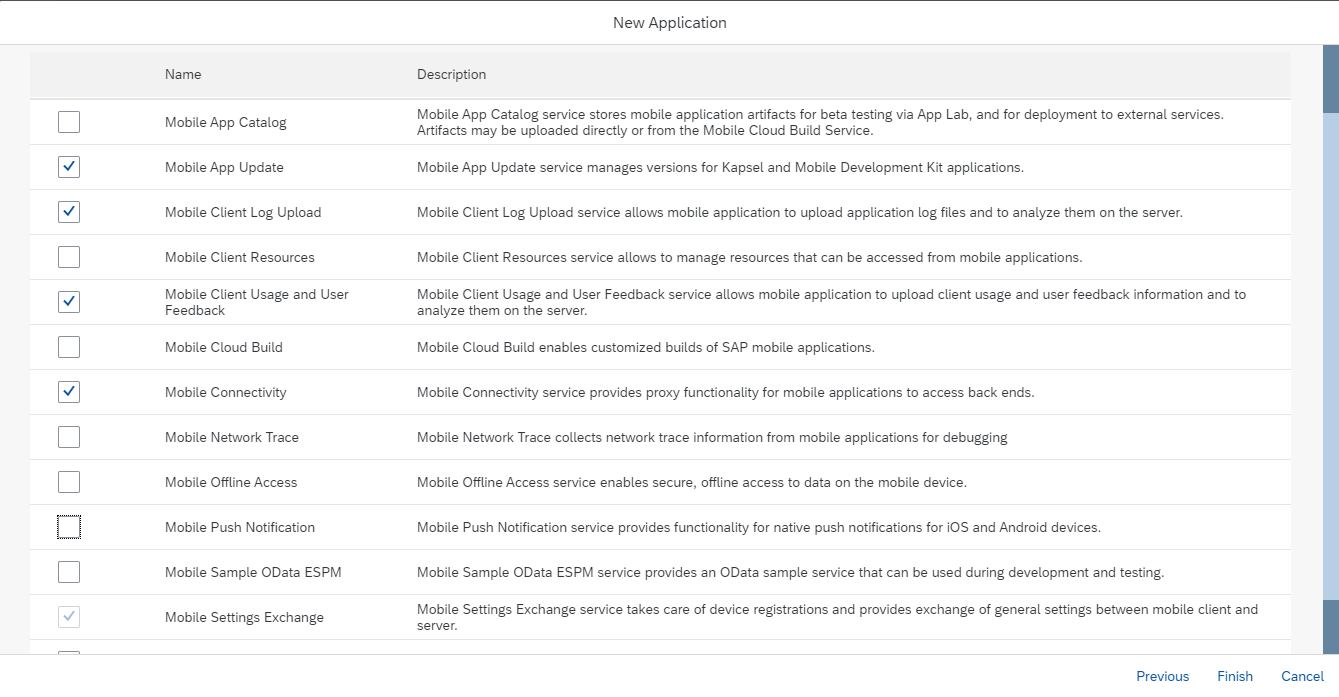 New Application
Name Description
Mobile App Catalog
Mobile App Catalog service stores mobile application artifacts for beta testing via App Lab, and for deployment to external services.
Artifacts may be uploaded directly or from the Mobile Cloud Build Service.
Mobile App Update
Mobile App Update service manages versions for Kapsel and Mobile Development Kit applications.
Mobile Client Log Upload
Mobile Client Log Upload service allows mobile application to upload application log files and to analyze them on the server.
Mobile Client Resources
Mobile Client Resources service allows to manage resources that can be accessed from mobile applications.
Mobile Client Usage and User
Feedback
Mobile Client Usage and User Feedback service allows mobile application to upload client usage and user feedback information and to
analyze them on the server.
Mobile Cloud Build
Mobile Cloud Build enables customized builds of SAP mobile applications.
Mobile Connectivity
Mobile Connectivity service provides proxy functionality for mobile applications to access back ends.
Mobile Network Trace
Mobile Network Trace collects network trace information from mobile applications for debugging
Mobile Offline Access
Mobile Offline Access service enables secure, offline access to data on the mobile device.
Mobile Push Notification
Mobile Push Notification service provides functionality for native push notifications for iOS and Android devices.
Mobile Sample OData ESPM
Mobile Sample OData ESPM service provides an OData sample service that can be used during development and testing.
Mobile Settings Exchange
Mobile Settings Exchange service takes care of device registrations and provides exchange of general settings between mobile client and
server.
Previous Finish Cancel